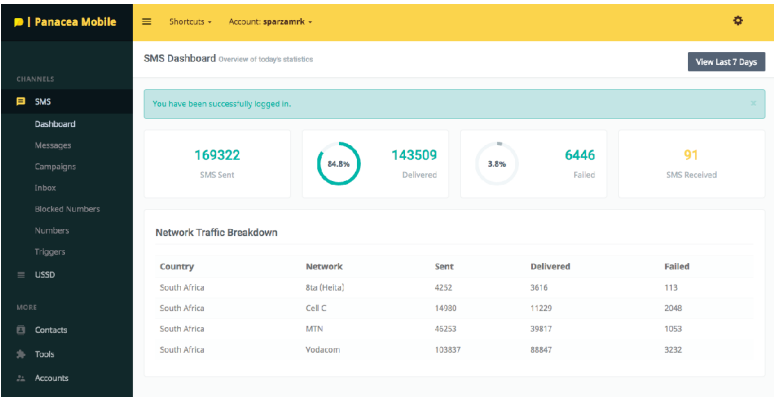 Panacea Mobile
Shortcuts
Account: sparzamrk
SMS Dashboard Overview of today's statistics
View Last 7 Days
You have been successfully logged in.
×
CHANNELS
SMS
Dashboard
Messages
Campaigns
Inbox
Blocked Numbers
Numbers
Triggers
USSD
MORE
Contacts
Tools
Accounts
169322
SMS Sent
84.8%
143509
Delivered
3.8%
6446
Failed
91
SMS Received
Network Traffic Breakdown
Country Network Sent Delivered Failed
South Africa 8ta (Heita) 4252 3616 113
South Africa Cell C 14980 11229 2048
South Africa MTN 46253 39817 1053
South Africa Vodacom 103837 88847 3232